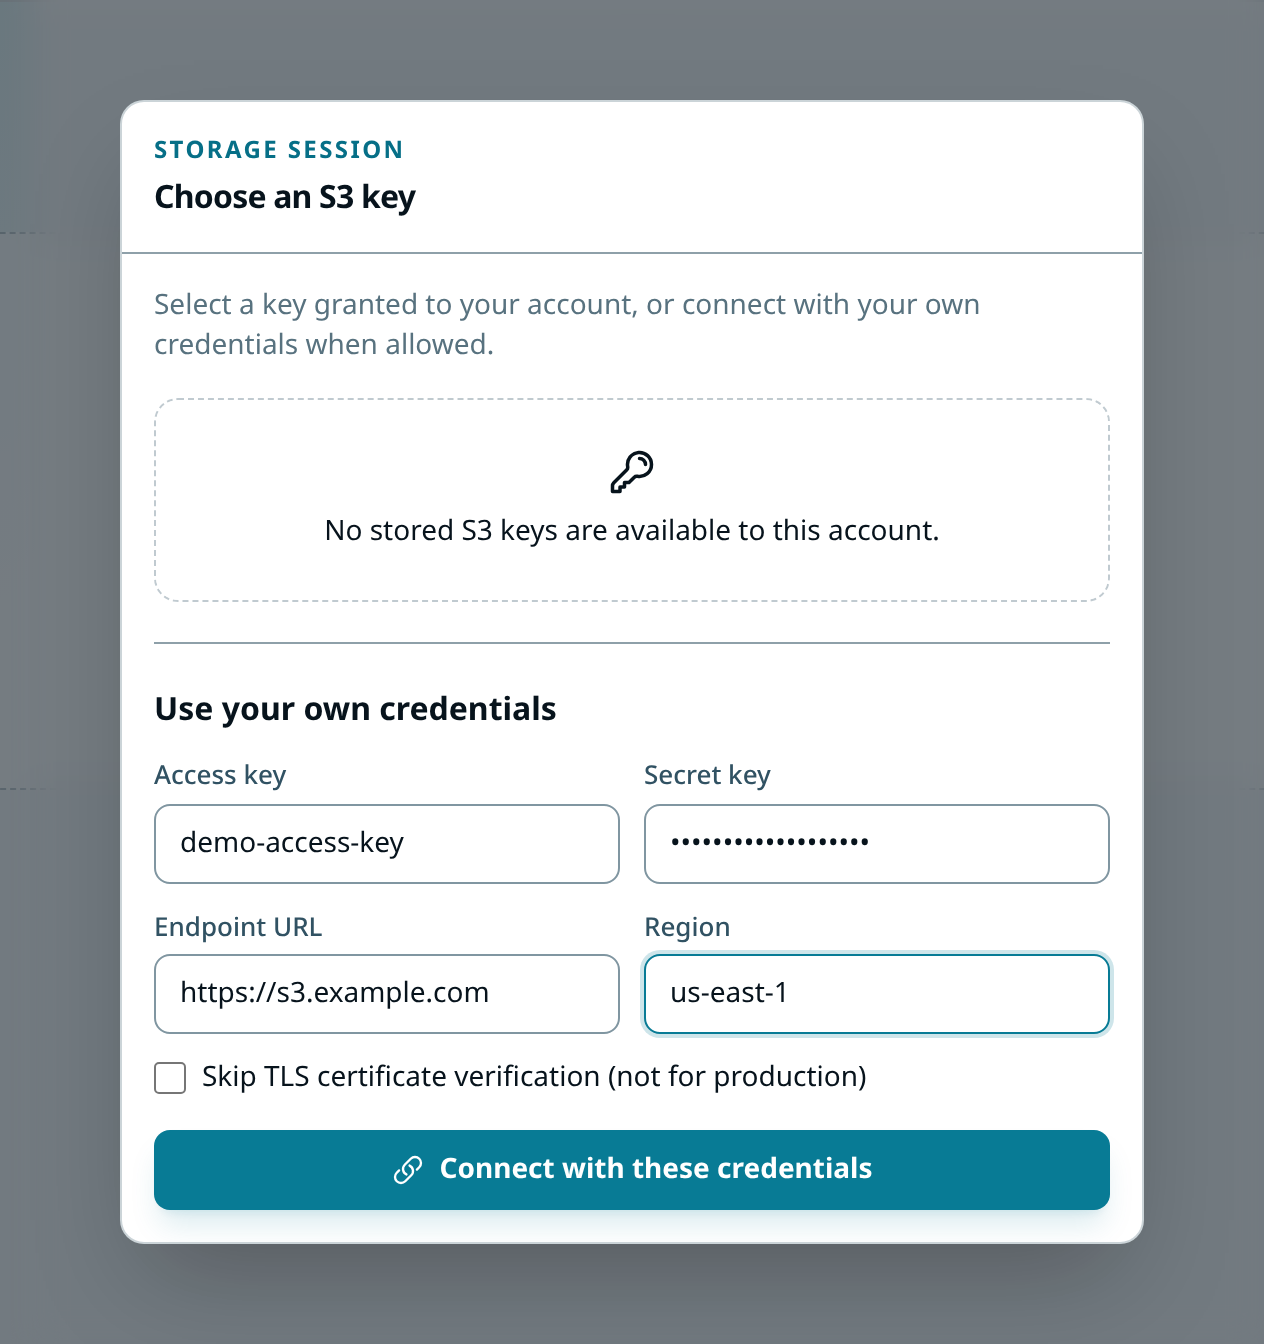 STORAGE SESSION
Choose an S3 key
Select a key granted to your account, or connect with your own
credentials when allowed.
No stored S3 keys are available to this account.
Use your own credentials
Access key
Secret key
demo-access-key
•••••••••••••••••••
Endpoint URL
Region
https://s3.example.com
us-east-1
Skip TLS certificate verification (not for production)
Connect with these credentials